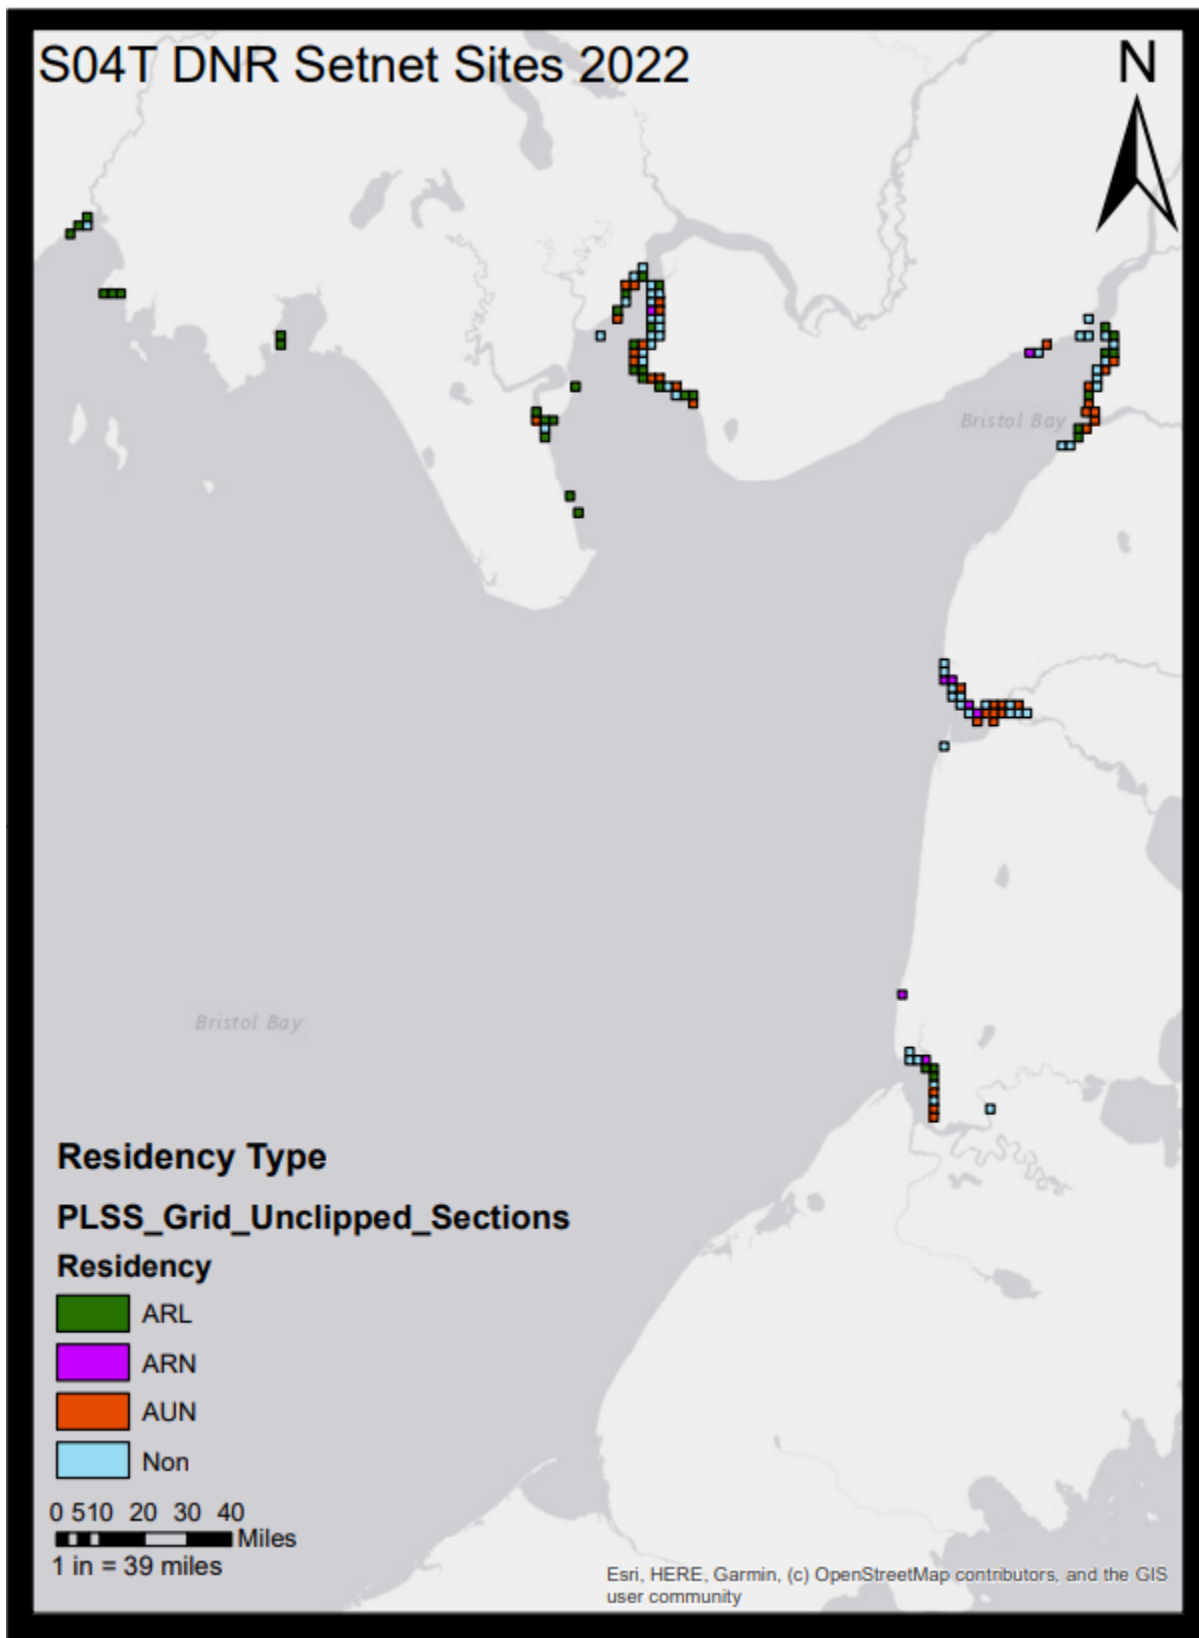 S04T DNR Setnet Sites 2022
N
Bristol Bay
Bristol Bay
Residency Type
PLSS_Grid_Unclipped_Sections
Residency
ARL
ARN
AUN
Non
0 510 20 30 40
Miles
1 in = 39 miles
Esri, HERE, Garmin, (c) OpenStreetMap contributors, and the GIS
user community